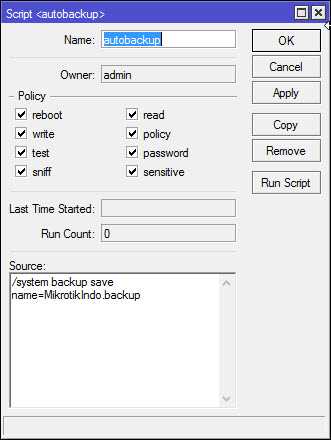 Script <autobackup>
Name: autobackup
OK
Owner: admin
Cancel
Policy
Apply
reboot read
write policy
Copy
test password
Remove
sniff sensitive
Run Script
Last Time Started:
Run Count: 0
Source:
/system backup save
name=MikrotikIndo.backup